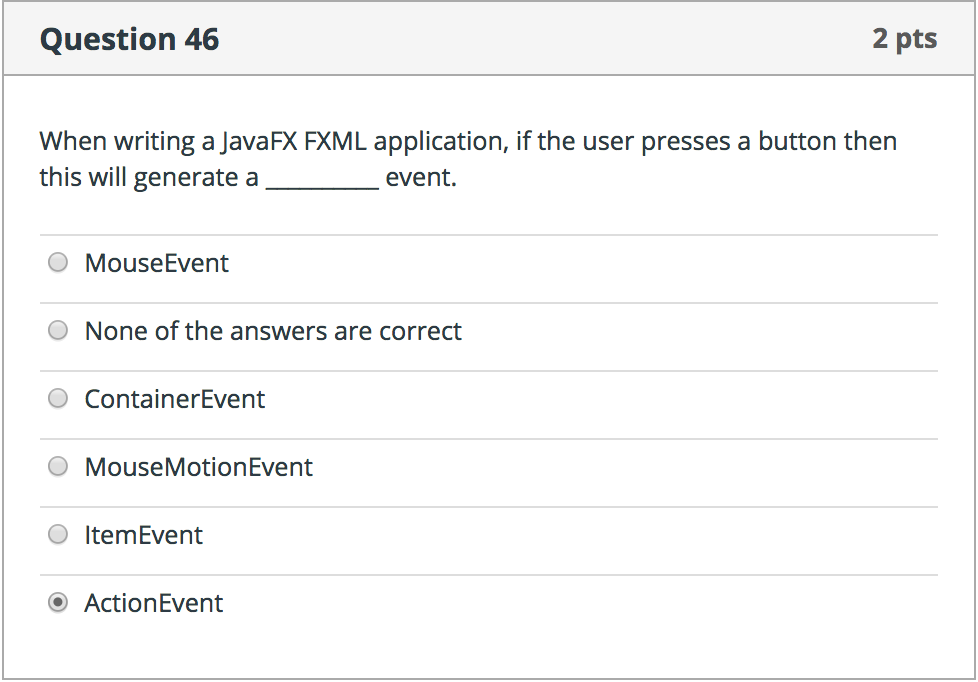 Question 46
2 pts
When writing a JavaFX FXML application, if the user presses a button then
this will generate a __________ event.
MouseEvent
None of the answers are correct
ContainerEvent
MouseMotionEvent
ItemEvent
ActionEvent